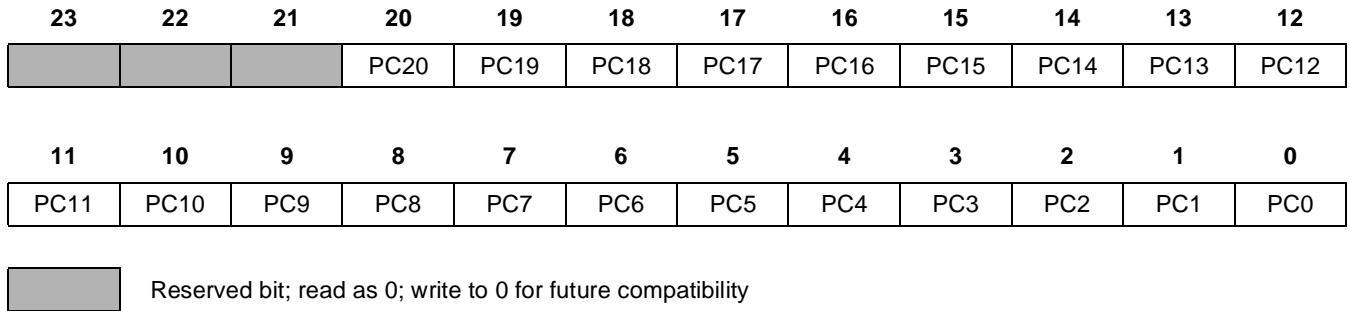 23 22 21 20 19 18 17 16 15 14 13 12
PC20 PC19 PC18 PC17 PC16 PC15 PC14 PC13 PC12
11 10 9 8 7 6 5 4 3 2 1 0
PC11 PC10 PC9 PC8 PC7 PC6 PC5 PC4 PC3 PC2 PC1 PC0
Reserved bit; read as 0; write to 0 for future compatibility